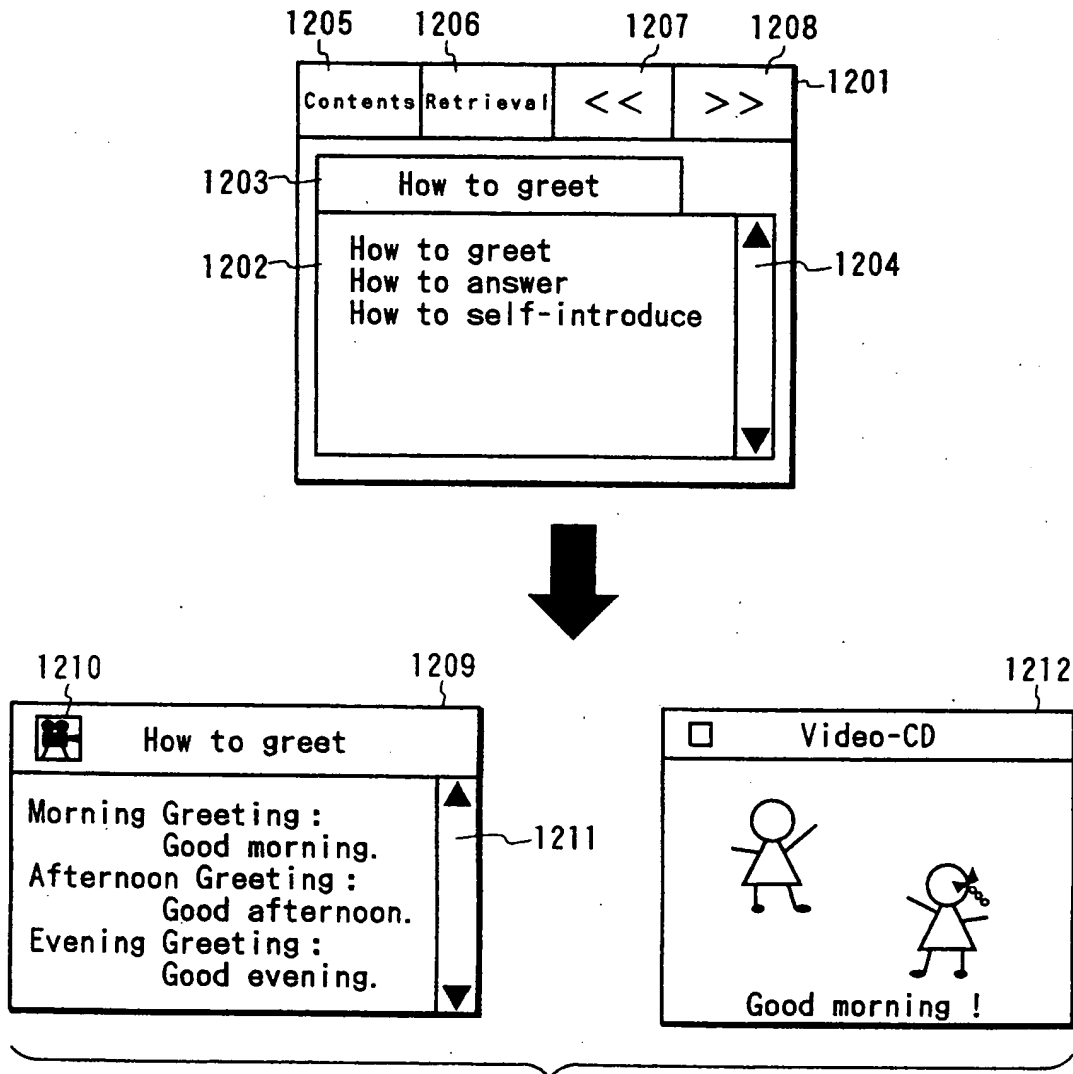 1205 1206 1207 1208
1201
Contents Retrieval << >>
1203 How to greet
1202 How to greet
1204
How to answer
How to self-introduce
1210 1209 1212
How to greet
Video-CD
Morning Greeting :
Good morning.
1211
Afternoon Greeting :
Good afternoon.
Evening Greeting :
Good evening.
Good morning !